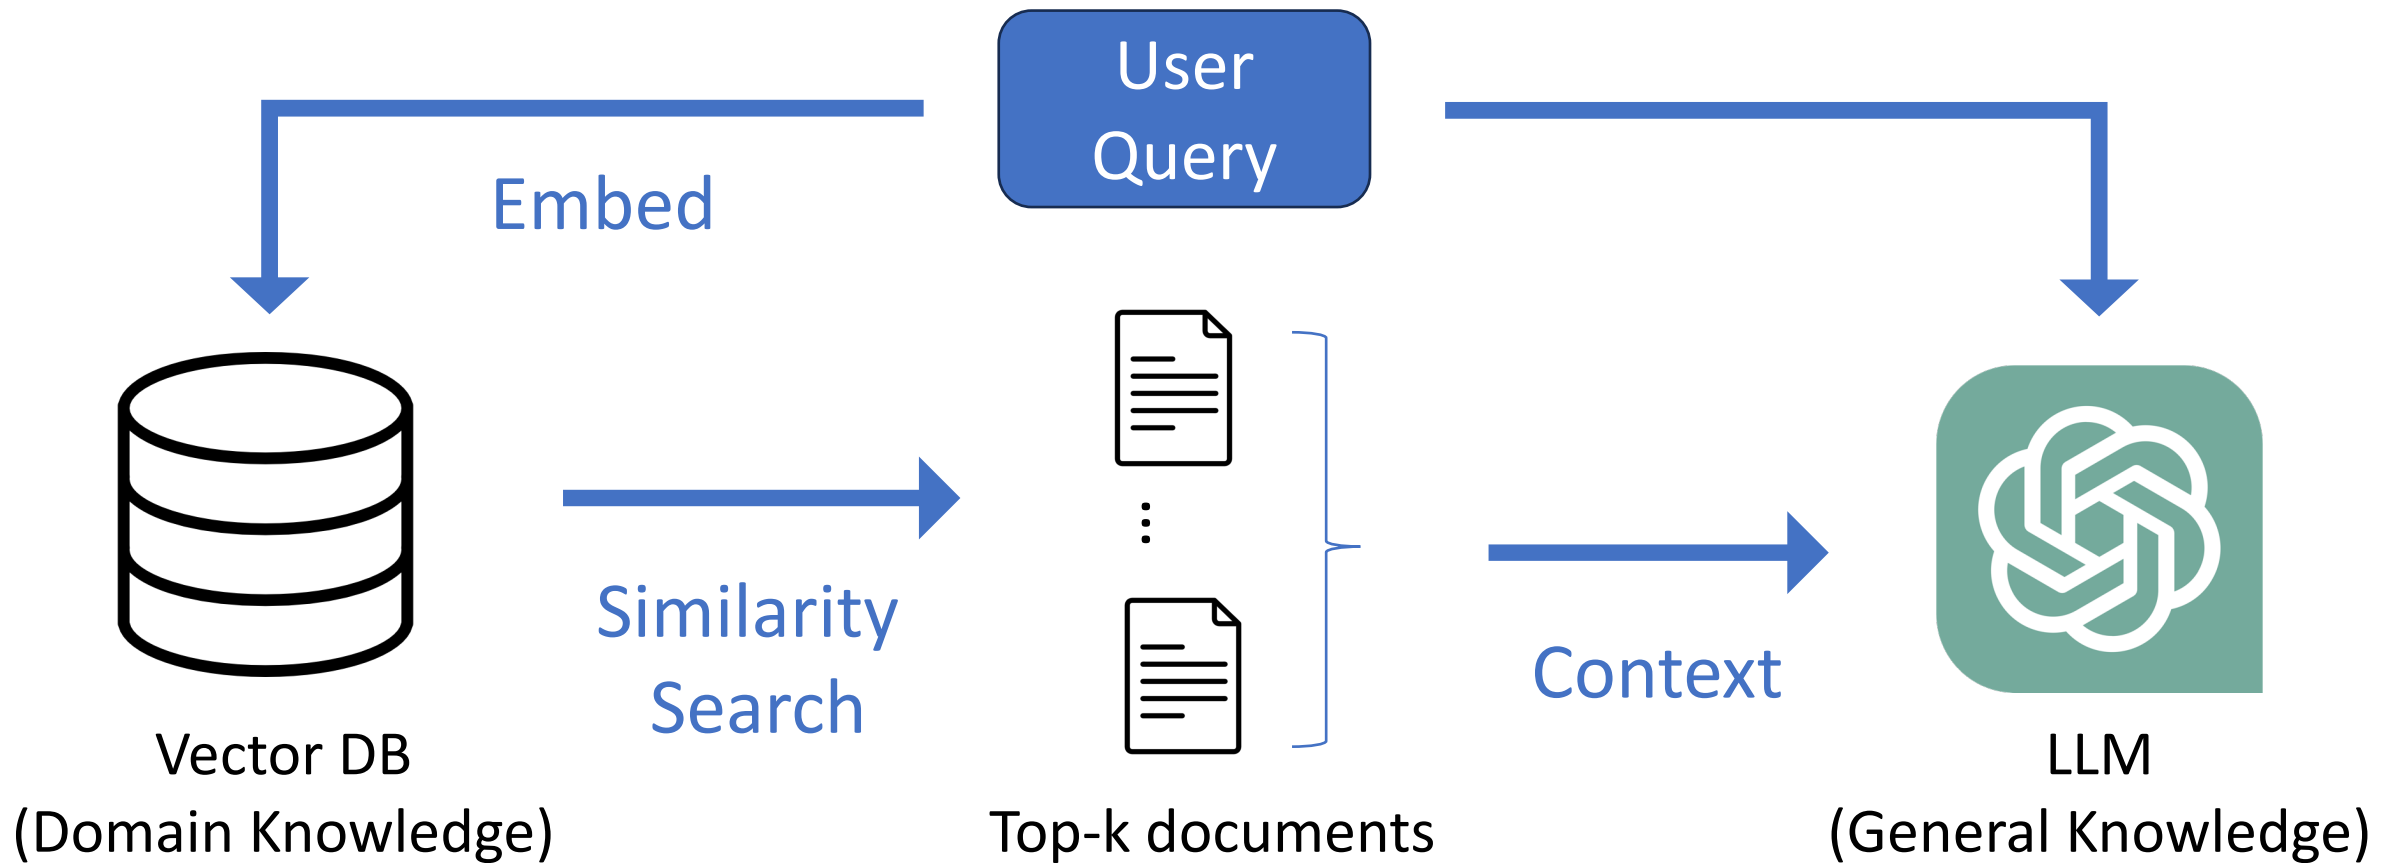 User
Query
Embed
Similarity
Search
Context
Vector DB
(Domain Knowledge)
Top-k documents
LLM
(General Knowledge)